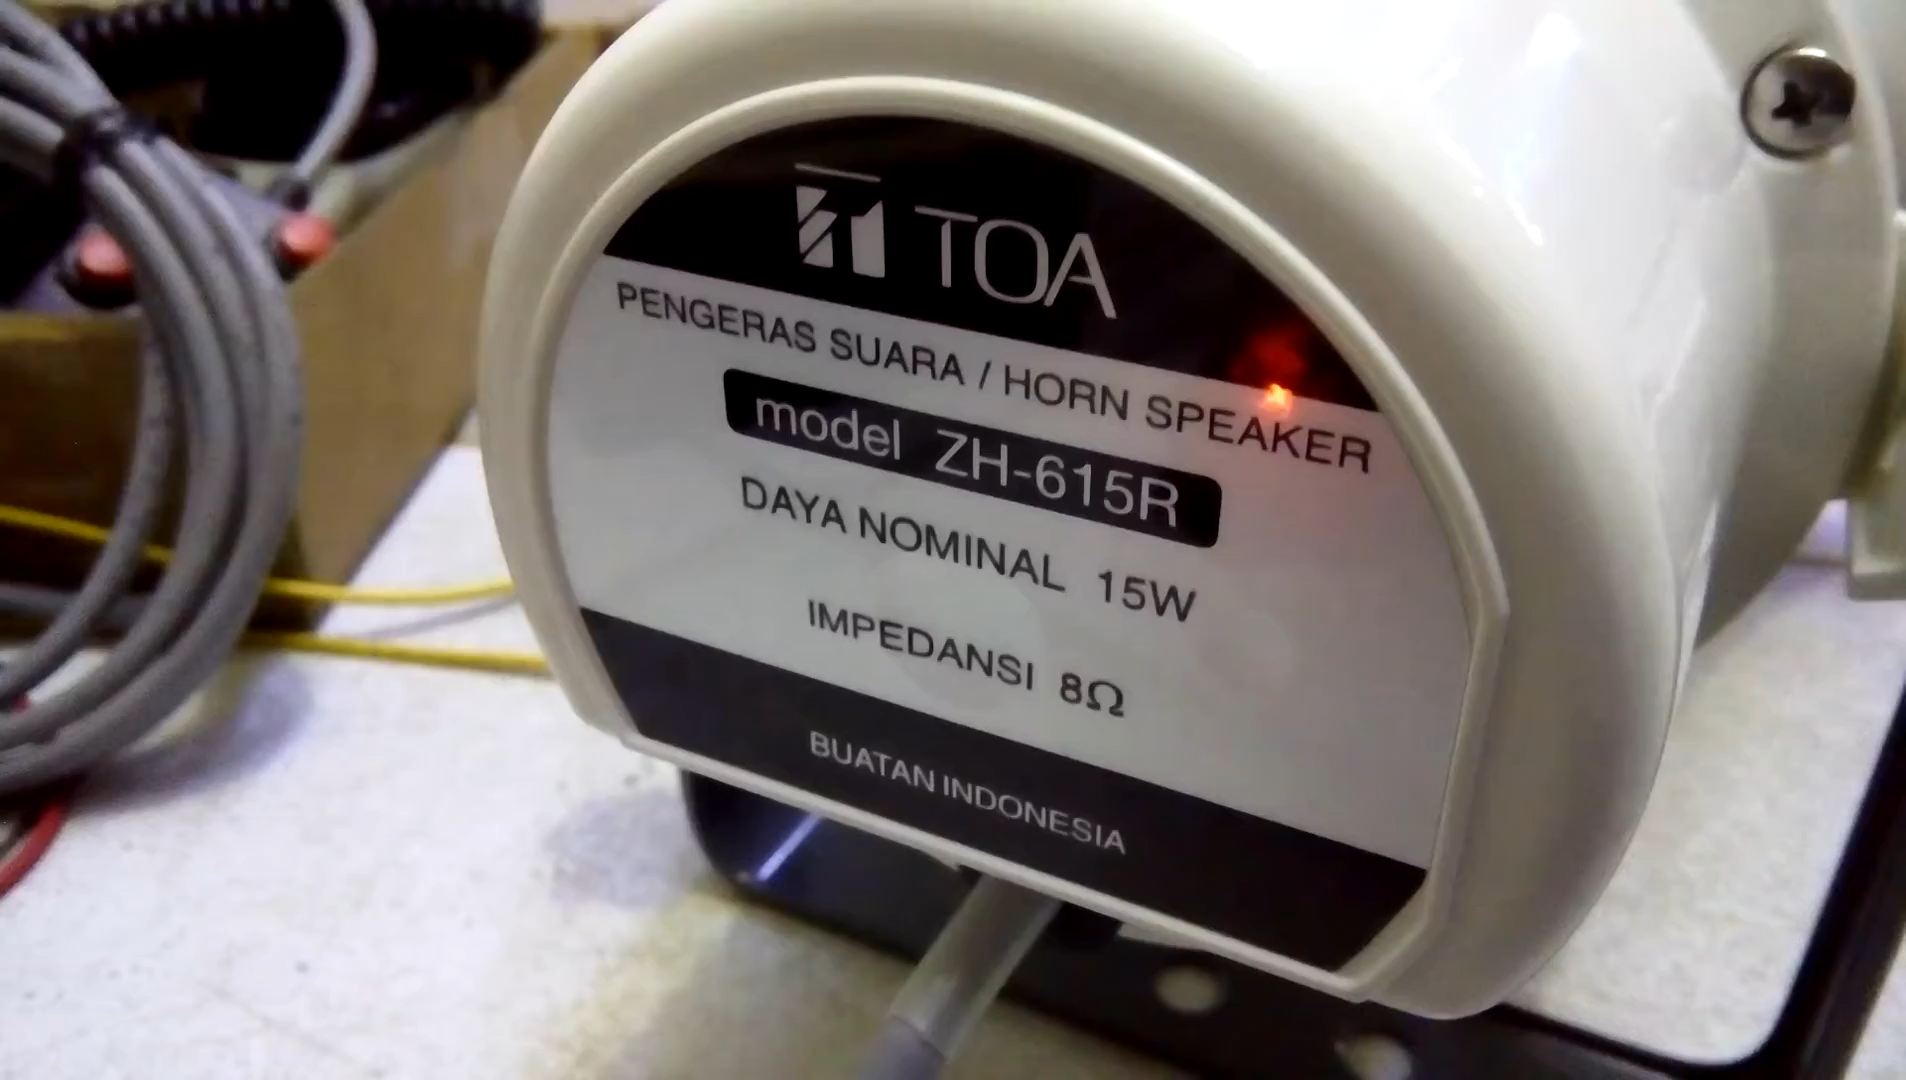 TOA
PENGERAS SUARA / HORN SPEAKER
model ZH-615R
DAYA NOMINAL 15W
IMPEDANSI 8Ω
BUATAN INDONESIA